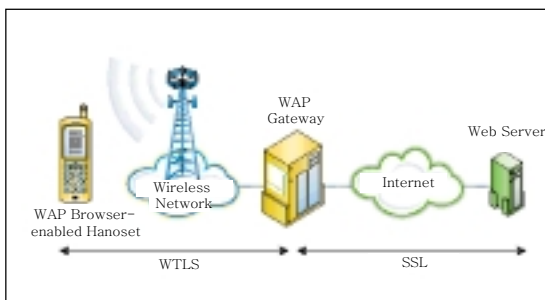 WAP
Gateway
Web Server
Wireless
Network
Internet
WAP Browser-
enabled Hanoset
WTLS
SSL